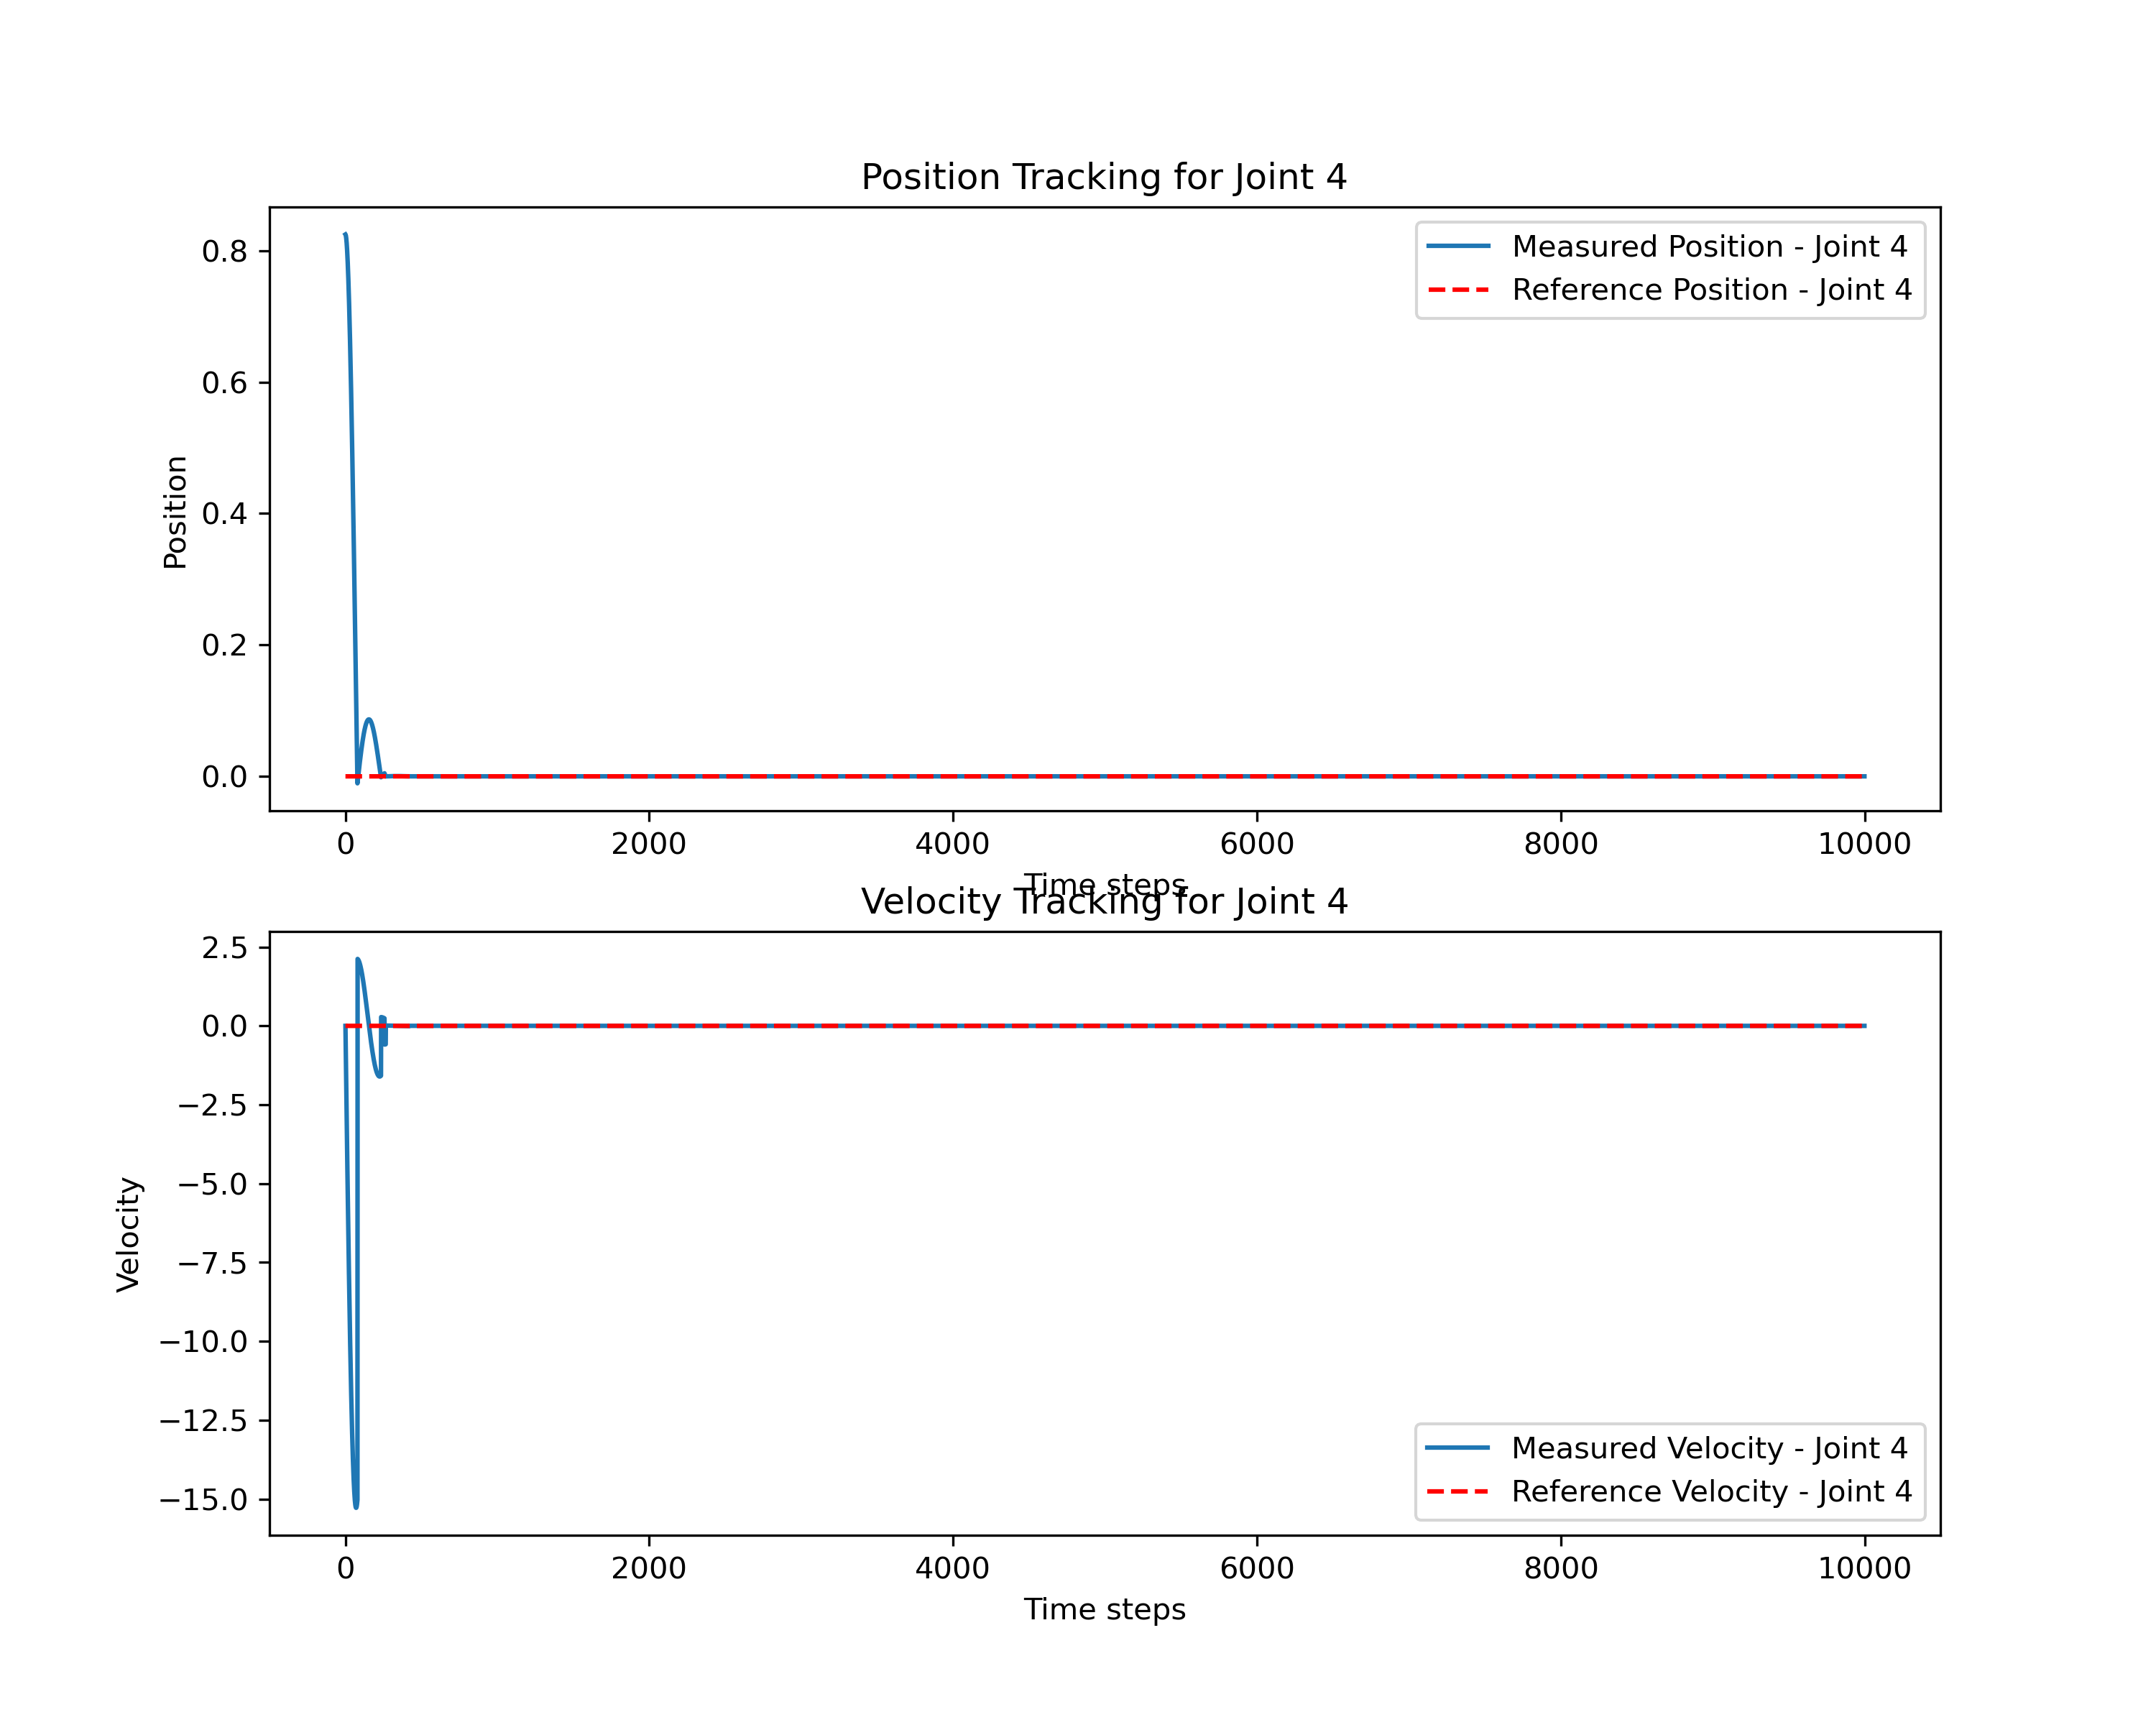 Position Tracking for Joint 4
Measured Position - Joint 4
Reference Position - Joint 4
Position
0.8
0.6
0.4
0.2
0.0
0 2000 4000 6000 8000 10000
Time steps
Velocity Tracking for Joint 4
Velocity
2.5
0.0
−2.5
−5.0
−7.5
−10.0
−12.5
−15.0
Measured Velocity - Joint 4
Reference Velocity - Joint 4
0 2000 4000 6000 8000 10000
Time steps